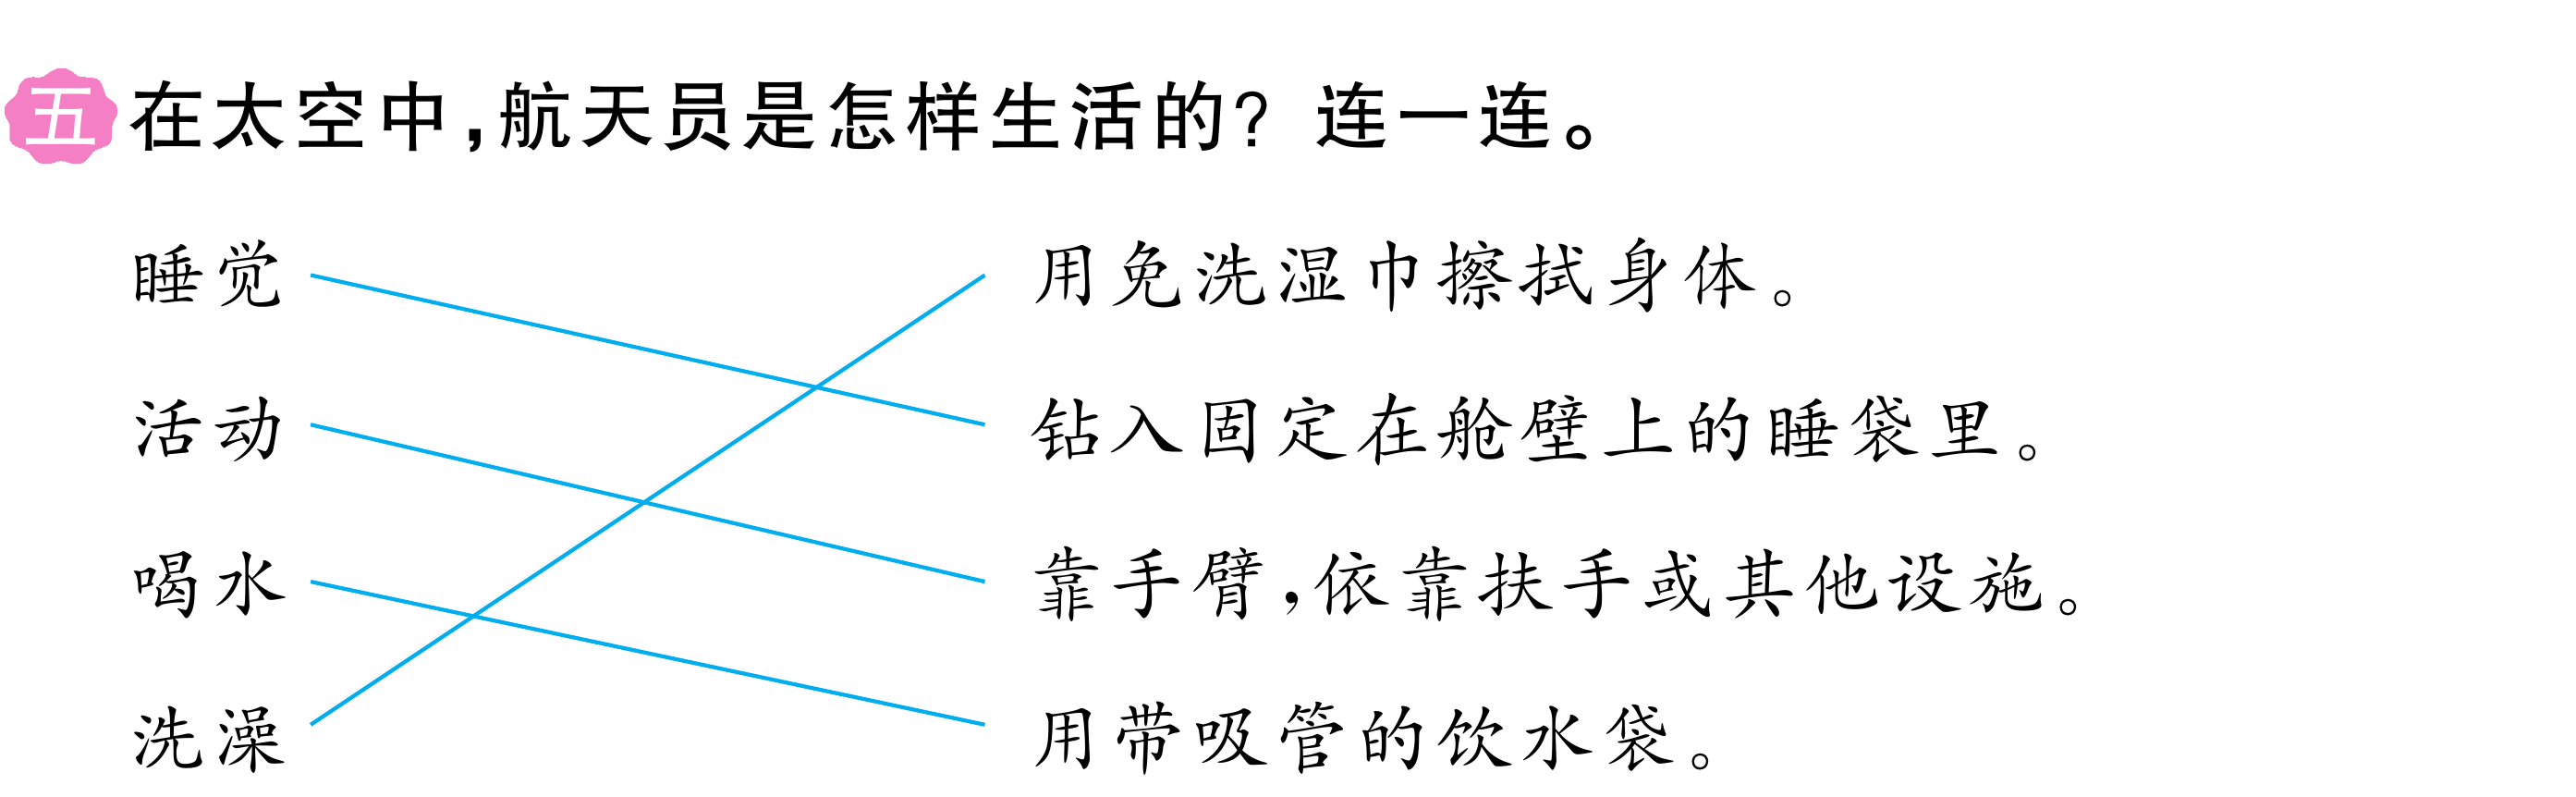 五 在太空中,航天员是怎样生活的? 连一连。
睡觉 用免洗湿巾擦拭身体。
活动 钻入固定在舱壁上的睡袋里。
喝水 靠手臂,依靠扶手或其他设施。
洗澡 用带吸管的饮水袋。